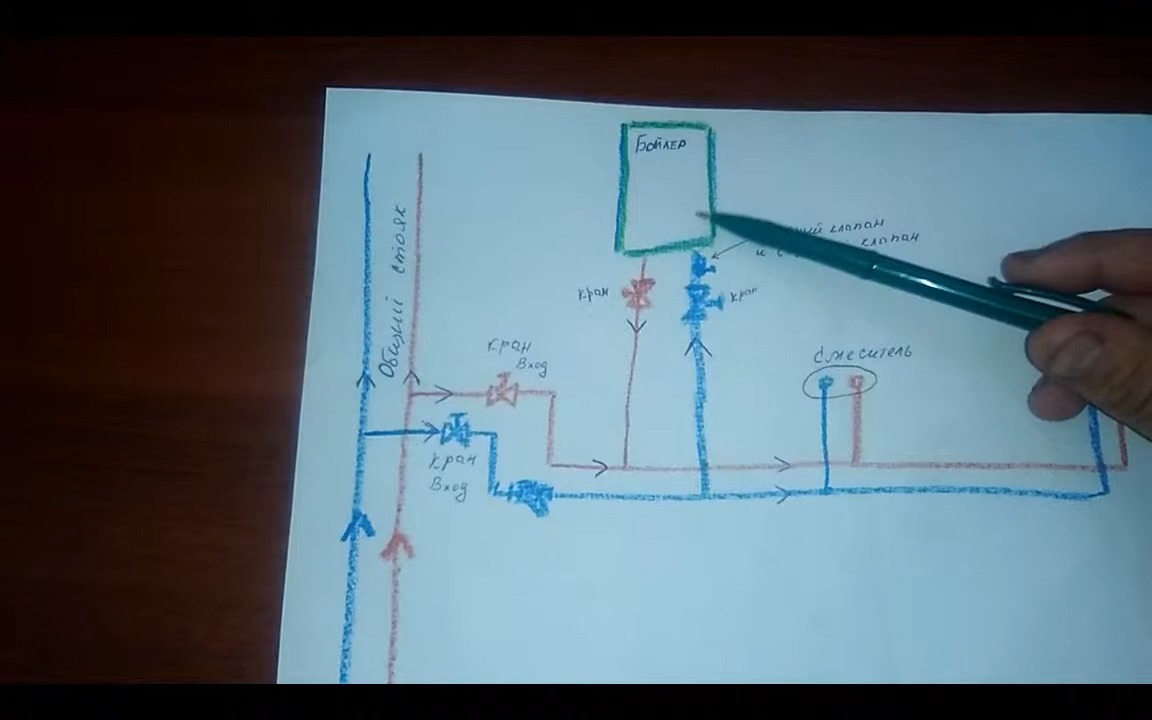 Бойлер
Общий стояк
клапан
клапан
кран
кран
кран
Вход
Смеситель
кран
Вход